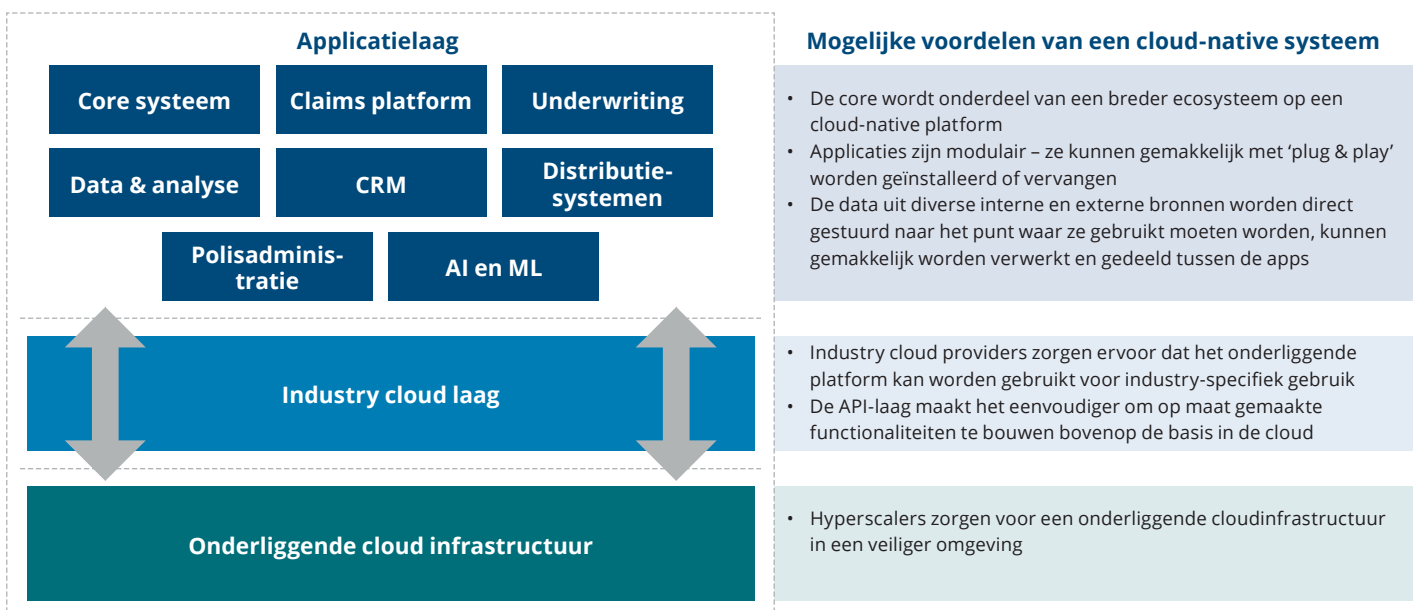 Applicatielaag
Core systeem
Claims platform
Underwriting
Data & analyse
CRM
Distributie-
systemen
Polisadminis-
tratie
AI en ML
Industry cloud laag
Onderliggende cloud infrastructuur
Mogelijke voordelen van een cloud-native systeem
• De core wordt onderdeel van een breder ecosysteem op een
cloud-native platform
• Applicaties zijn modulair – ze kunnen gemakkelijk met ‘plug & play’
worden geïnstalleerd of vervangen
• De data uit diverse interne en externe bronnen worden direct
gestuurd naar het punt waar ze gebruikt moeten worden, kunnen
gemakkelijk worden verwerkt en gedeeld tussen de apps
• Industry cloud providers zorgen ervoor dat het onderliggende
platform kan worden gebruikt voor industry-specifiek gebruik
• De API-laag maakt het eenvoudiger om op maat gemaakte
functionaliteiten te bouwen bovenop de basis in de cloud
• Hyperscalers zorgen voor een onderliggende cloudinfrastructuur
in een veiliger omgeving